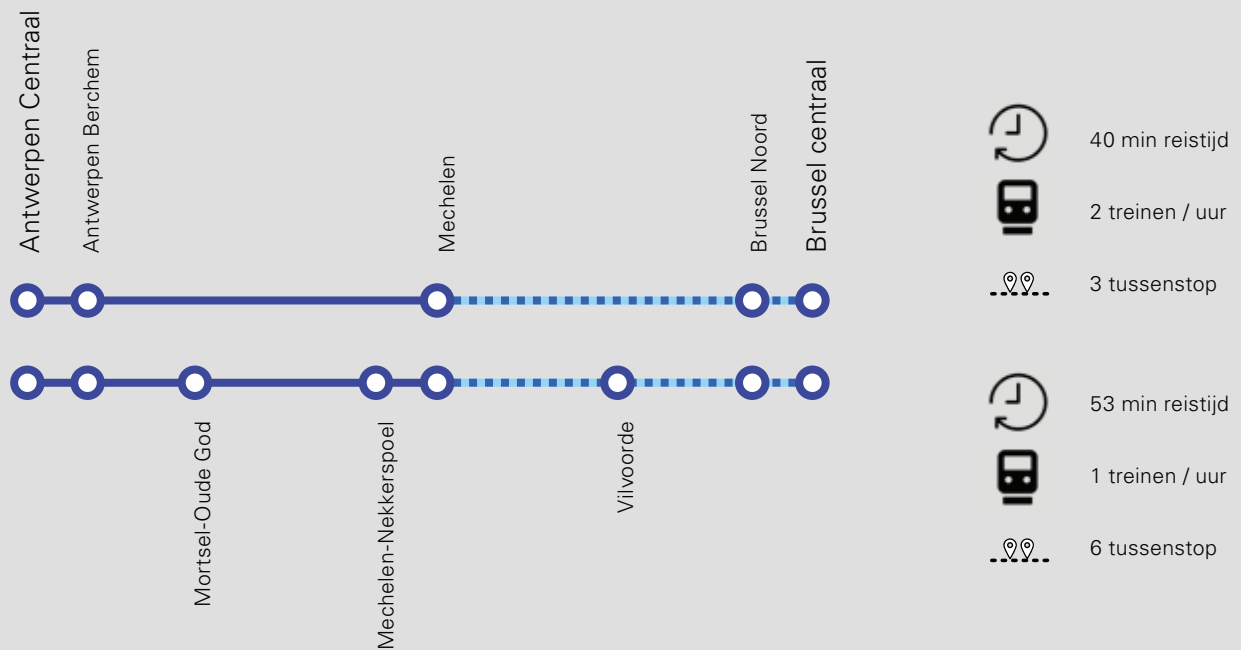 Antwerpen Centraal
Antwerpen Berchem
Mechelen
Brussel Noord
Brussel centraal
40 min reistijd
2 treinen / uur
3 tussenstop
Mortsel-Oude God
Mechelen-Nekkerspoel
Vilvoorde
53 min reistijd
1 treinen / uur
6 tussenstop